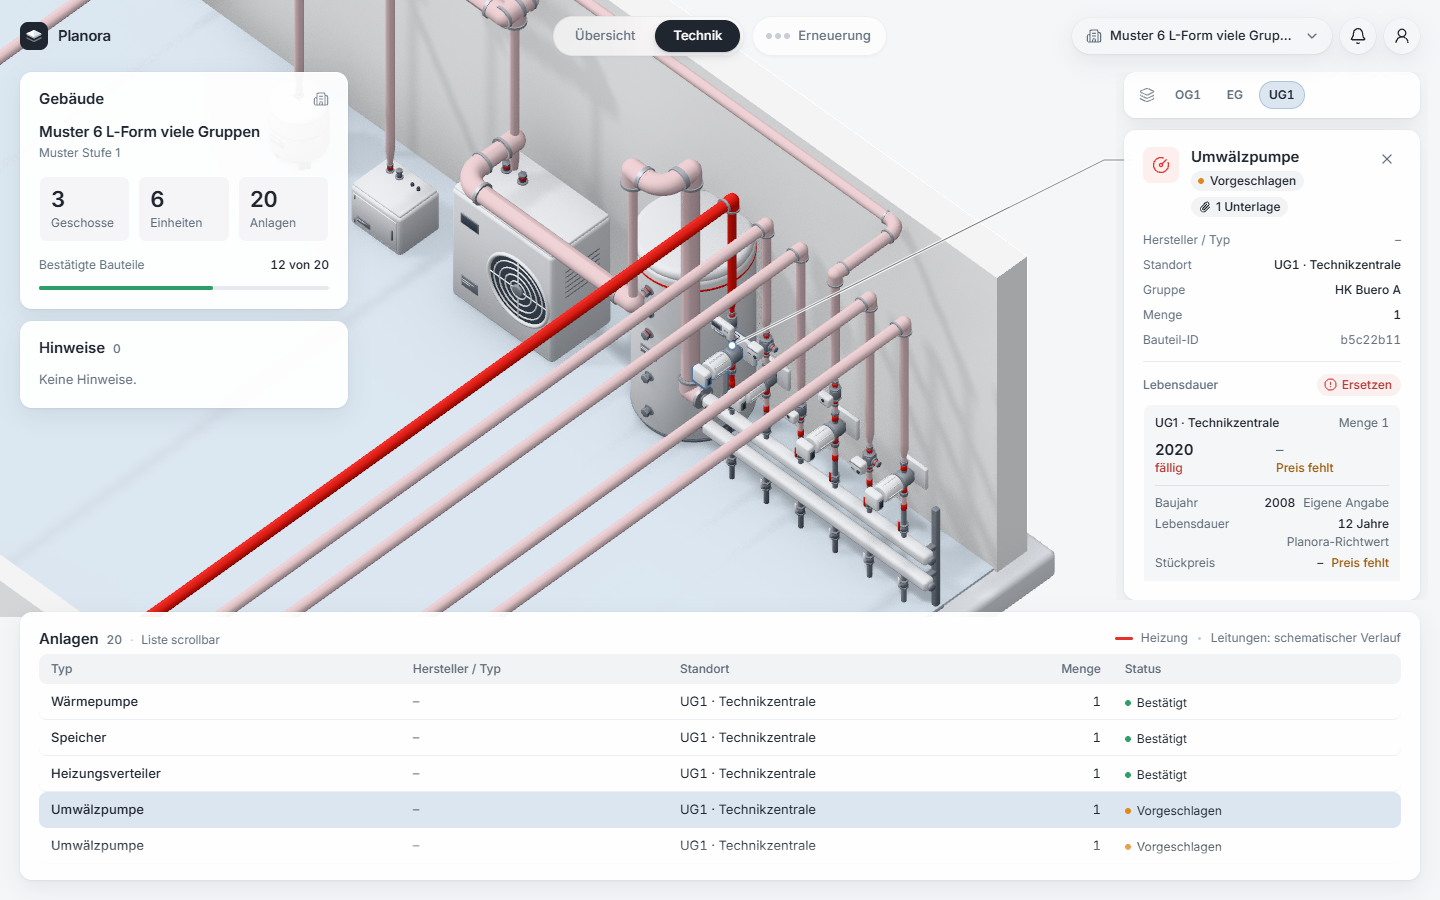 Planora
Übersicht
Technik
Erneuerung
Muster 6 L-Form viele Grup...
Gebäude
Muster 6 L-Form viele Gruppen
Muster Stufe 1
3
Geschosse
6
Einheiten
20
Anlagen
Bestätigte Bauteile 12 von 20
Hinweise 0
Keine Hinweise.
OG1 EG UG1
Umwälzpumpe
Vorgeschlagen
1 Unterlage
Hersteller / Typ –
Standort UG1 · Technikzentrale
Gruppe HK Buero A
Menge 1
Bauteil-ID b5c22b11
Lebensdauer Ersetzen
UG1 · Technikzentrale Menge 1
2020 –
fällig Preis fehlt
Baujahr 2008 Eigene Angabe
Lebensdauer 12 Jahre
Planora-Richtwert
Stückpreis – Preis fehlt
Anlagen 20 · Liste scrollbar
Heizung • Leitungen: schematischer Verlauf
Typ Hersteller / Typ Standort Menge Status
Wärmepumpe – UG1 · Technikzentrale 1 Bestätigt
Speicher – UG1 · Technikzentrale 1 Bestätigt
Heizungsverteiler – UG1 · Technikzentrale 1 Bestätigt
Umwälzpumpe – UG1 · Technikzentrale 1 Vorgeschlagen
Umwälzpumpe – UG1 · Technikzentrale 1 Vorgeschlagen